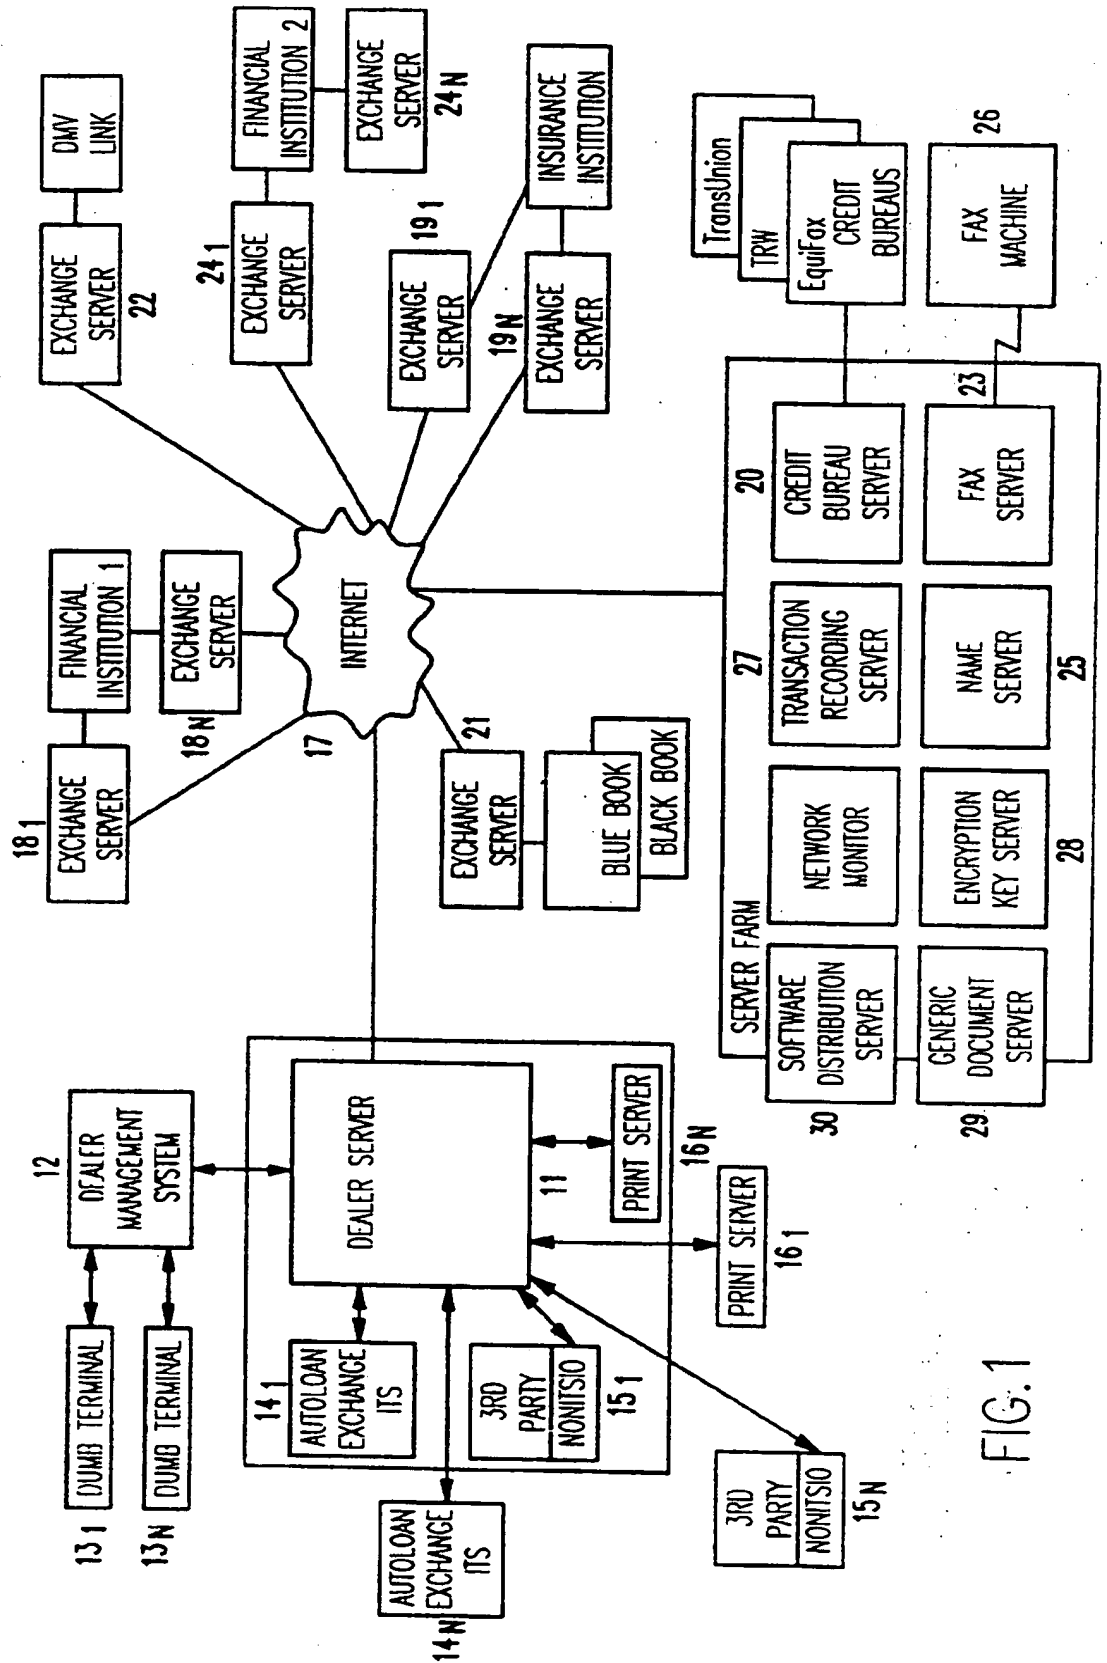 13 1
DUMB TERMINAL
13 N
DUMB TERMINAL
12
DEALER
MANAGEMENT
SYSTEM
18 1
EXCHANGE
SERVER
FINANCIAL
INSTITUTION 1
18 N
EXCHANGE
SERVER
EXCHANGE
SERVER
22
DMV
LINK
24 1
EXCHANGE
SERVER
FINANCIAL
INSTITUTION 2
EXCHANGE
SERVER
24 N
14 1
AUTOLOAN
EXCHANGE
ITS
AUTOLOAN
EXCHANGE
ITS
14 N
DEALER SERVER
11
17
INTERNET
EXCHANGE
SERVER
19 1
19 N
EXCHANGE
SERVER
INSURANCE
INSTITUTION
3RD
PARTY
NONITSIO
15 1
PRINT SERVER
16 N
PRINT SERVER
16 1
EXCHANGE
SERVER
21
BLUE BOOK
BLACK BOOK
3RD
PARTY
NONITSIO
15 N
SERVER FARM
SOFTWARE
DISTRIBUTION
SERVER
30
NETWORK
MONITOR
27
TRANSACTION
RECORDING
SERVER
20
CREDIT
BUREAU
SERVER
TransUnion
TRW
EquiFax
CREDIT
BUREAUS
GENERIC
DOCUMENT
SERVER
29
ENCRYPTION
KEY SERVER
28
NAME
SERVER
25
FAX
SERVER
23
FAX
MACHINE
26
FIG.1